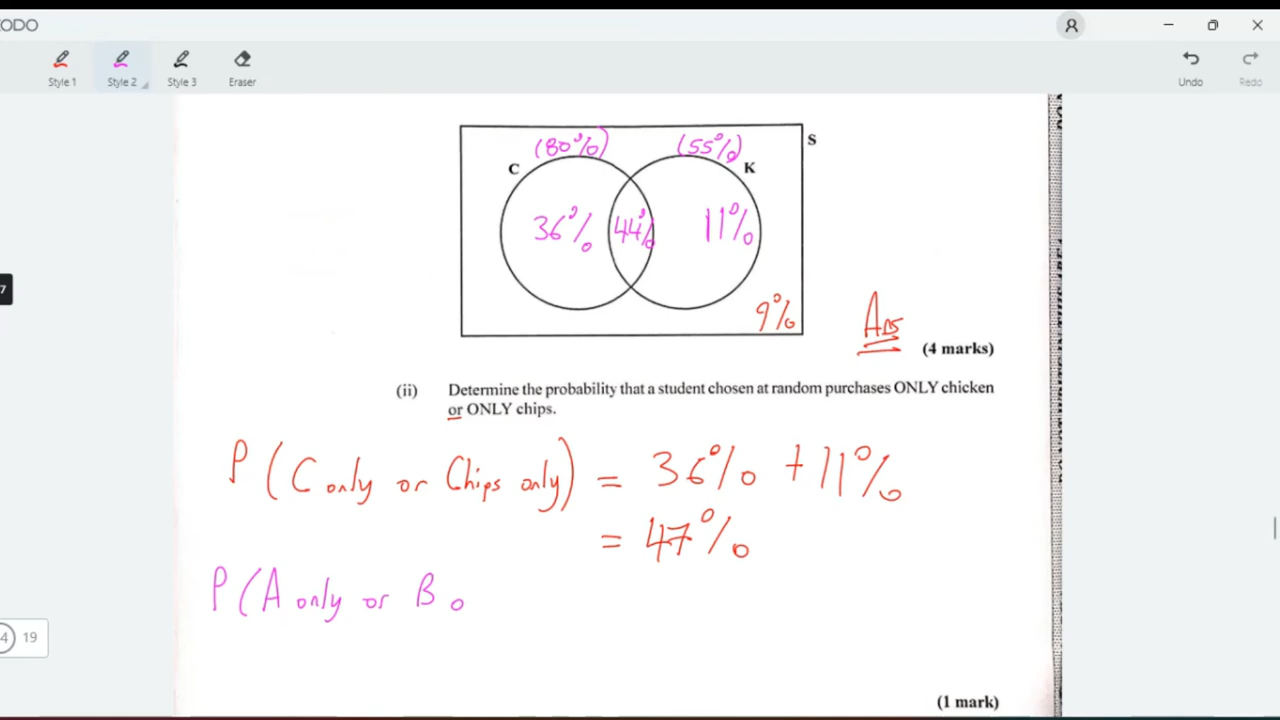 ODO
Style 1
Style 2
Style 3
Eraser
Undo
Redo
(80%)
(55%)
S
C
K
36%
44%
11%
7
9%
Ans
(4 marks)
(ii) Determine the probability that a student chosen at random purchases ONLY chicken
or ONLY chips.
P(C only or Chips only) = 36% + 11%
= 47%
P(A only or B o
4
19
(1 mark)